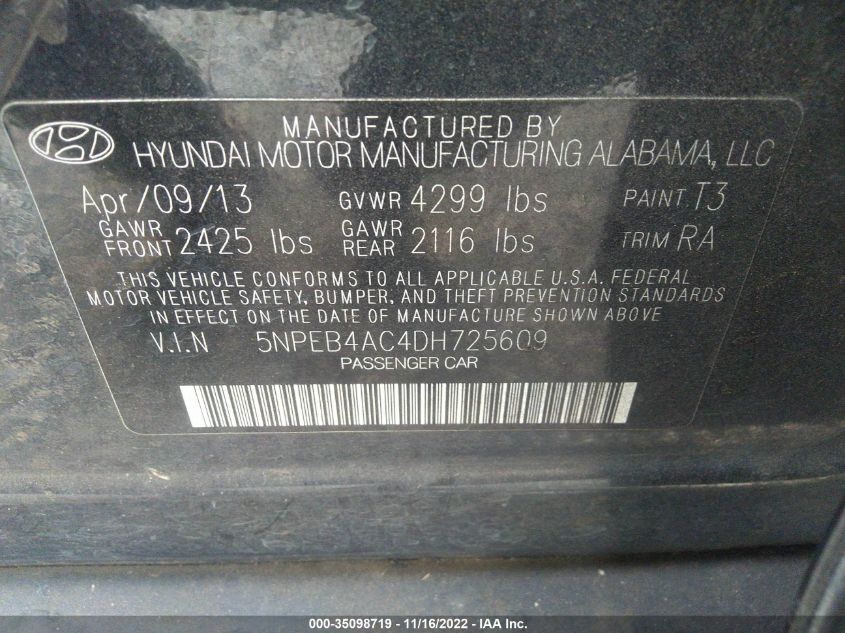 MANUFACTURED BY
HYUNDAI MOTOR MANUFACTURING ALABAMA, LLC
Apr/09/13 GVWR 4299 lbs PAINT T3
GAWR FRONT 2425 lbs GAWR REAR 2116 lbs TRIM RA
THIS VEHICLE CONFORMS TO ALL APPLICABLE U.S.A. FEDERAL
MOTOR VEHICLE SAFETY, BUMPER, AND THEFT PREVENTION STANDARDS
IN EFFECT ON THE DATE OF MANUFACTURE SHOWN ABOVE
V.I.N 5NPEB4AC4DH725609
PASSENGER CAR
000-35098719 - 11/16/2022 - IAA Inc.